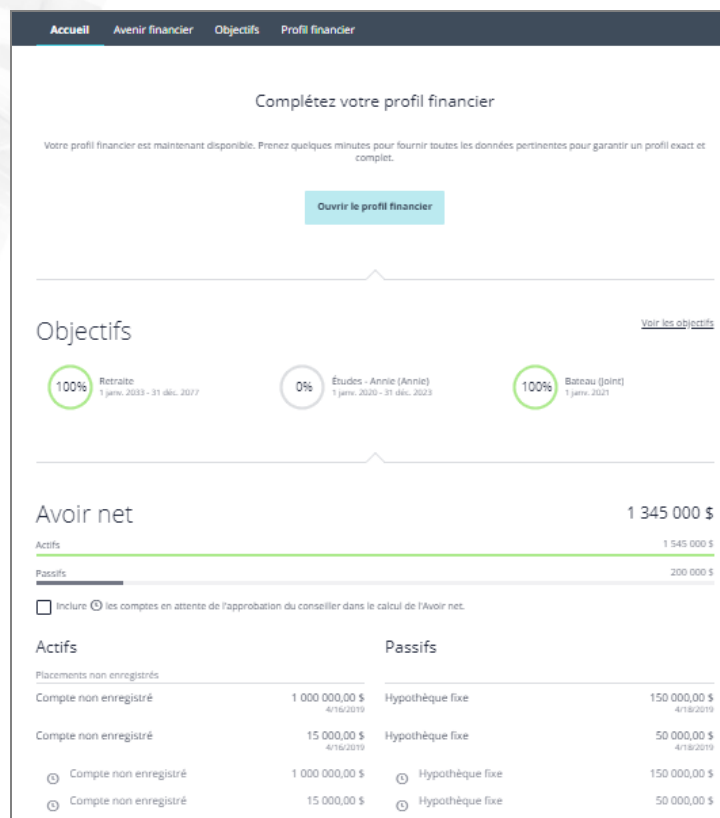 Accueil Avenir financier Objectifs Profil financier
Complétez votre profil financier
Votre profil financier est maintenant disponible. Prenez quelques minutes pour fournir toutes les données pertinentes pour garantir un profil exact et
complet.
Ouvrir le profil financier
Objectifs
Voir les objectifs
100% Retraite
1 janv. 2033 - 31 déc. 2077
0% Études - Annie (Annie)
1 janv. 2020 - 31 déc. 2023
100% Bateau (Joint)
1 janv. 2021
Avoir net 1 345 000 $
Actifs 1 545 000 $
Passifs 200 000 $
Inclure les comptes en attente de l'approbation du conseiller dans le calcul de l'Avoir net.
Actifs
Placements non enregistrés
Compte non enregistré 1 000 000,00 $
4/16/2019
Compte non enregistré 15 000,00 $
4/16/2019
Compte non enregistré 1 000 000,00 $
Compte non enregistré 15 000,00 $
Passifs
Hypothèque fixe 150 000,00 $
4/18/2019
Hypothèque fixe 50 000,00 $
4/18/2019
Hypothèque fixe 150 000,00 $
Hypothèque fixe 50 000,00 $